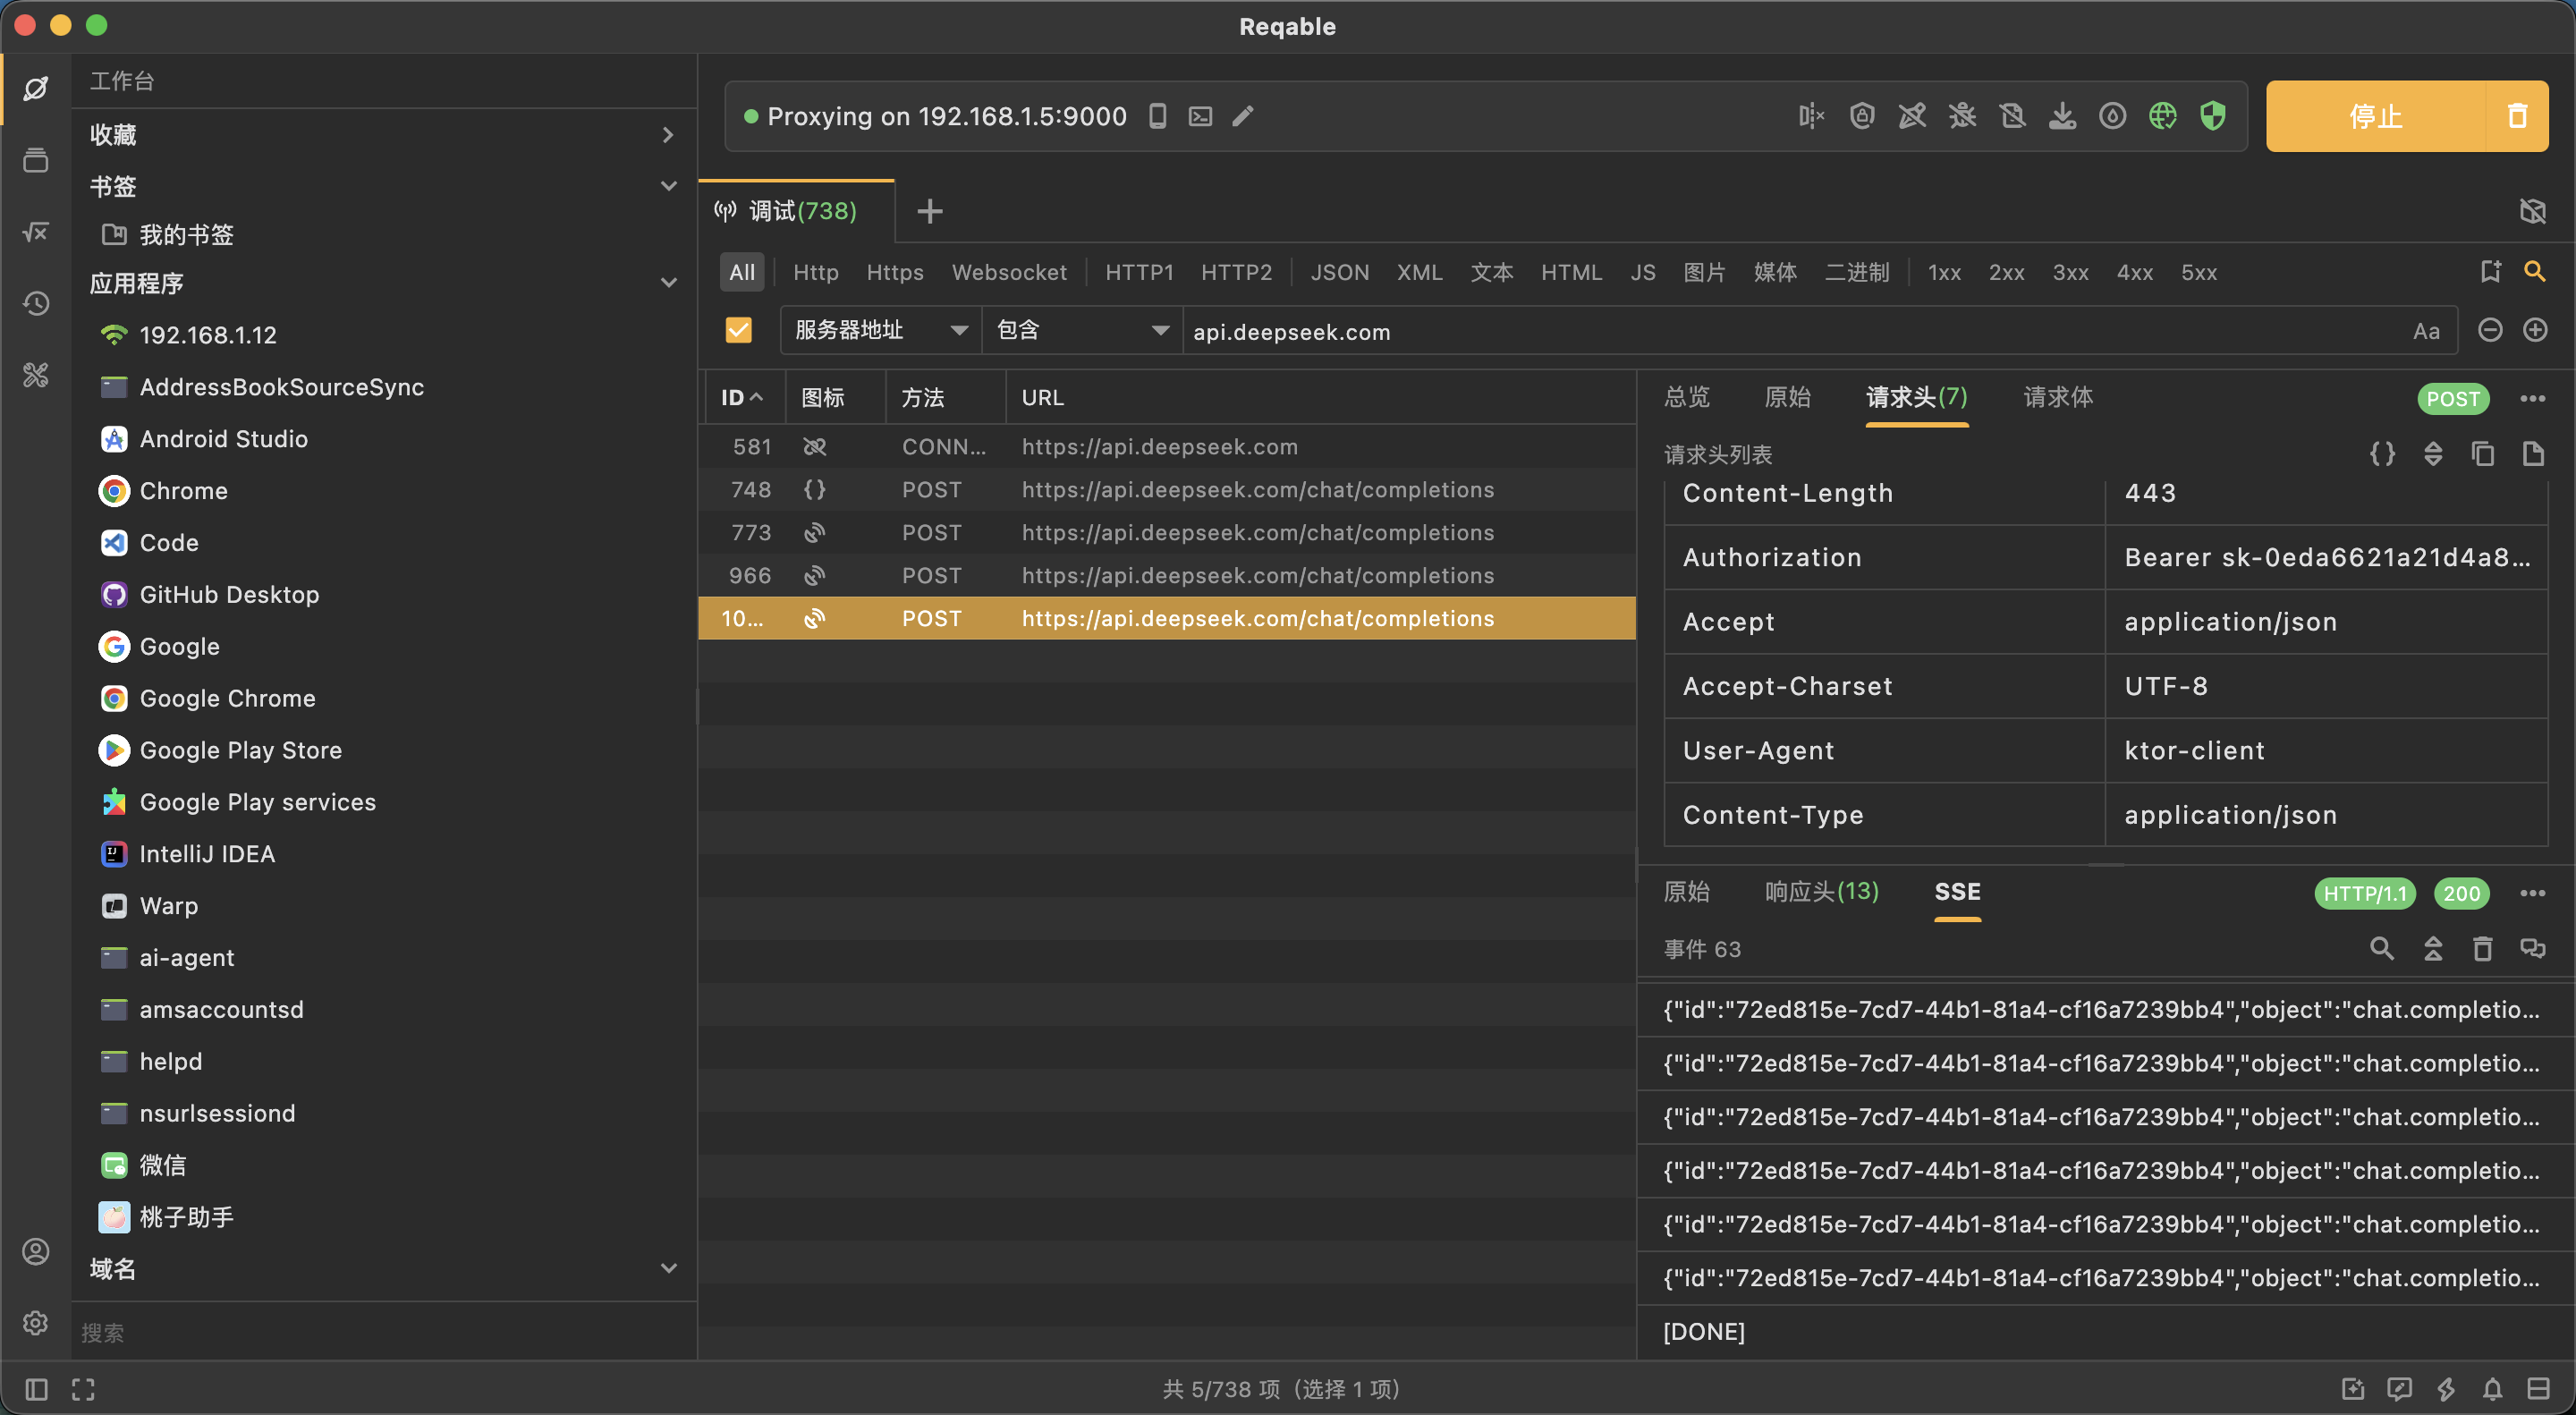 Reqable
工作台
收藏
书签
我的书签
应用程序
192.168.1.12
AddressBookSourceSync
Android Studio
Chrome
Code
GitHub Desktop
Google
Google Chrome
Google Play Store
Google Play services
IntelliJ IDEA
Warp
ai-agent
amsaccountsd
helpd
nsurlsessiond
微信
桃子助手
域名
搜索
Proxying on 192.168.1.5:9000
停止
调试(738)
All Http Https Websocket HTTP1 HTTP2 JSON XML 文本 HTML JS 图片 媒体 二进制 1xx 2xx 3xx 4xx 5xx
服务器地址 包含 api.deepseek.com Aa
ID 图标 方法 URL
581 CONN... https://api.deepseek.com
748 POST https://api.deepseek.com/chat/completions
773 POST https://api.deepseek.com/chat/completions
966 POST https://api.deepseek.com/chat/completions
10... POST https://api.deepseek.com/chat/completions
总览 原始 请求头(7) 请求体 POST
请求头列表
Content-Length 443
Authorization Bearer sk-0eda6621a21d4a8...
Accept application/json
Accept-Charset UTF-8
User-Agent ktor-client
Content-Type application/json
原始 响应头(13) SSE HTTP/1.1 200
事件 63
{"id":"72ed815e-7cd7-44b1-81a4-cf16a7239bb4","object":"chat.completio...
{"id":"72ed815e-7cd7-44b1-81a4-cf16a7239bb4","object":"chat.completio...
{"id":"72ed815e-7cd7-44b1-81a4-cf16a7239bb4","object":"chat.completio...
{"id":"72ed815e-7cd7-44b1-81a4-cf16a7239bb4","object":"chat.completio...
{"id":"72ed815e-7cd7-44b1-81a4-cf16a7239bb4","object":"chat.completio...
{"id":"72ed815e-7cd7-44b1-81a4-cf16a7239bb4","object":"chat.completio...
[DONE]
共 5/738 项（选择 1 项）